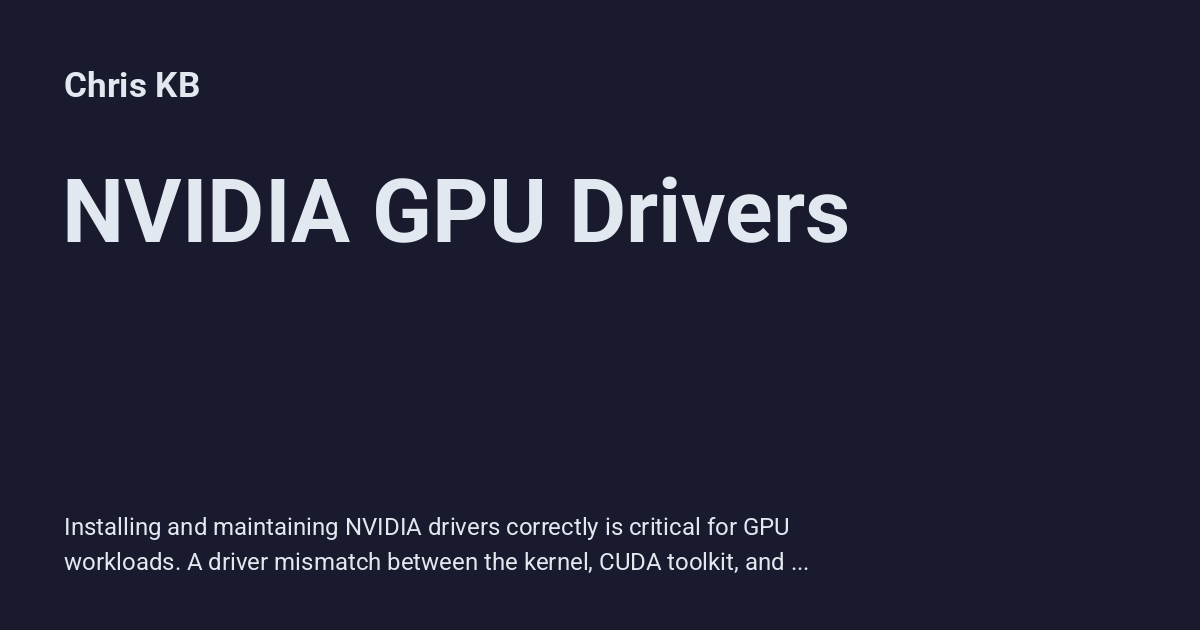 Chris KB
NVIDIA GPU Drivers
Installing and maintaining NVIDIA drivers correctly is critical for GPU
workloads. A driver mismatch between the kernel, CUDA toolkit, and ...